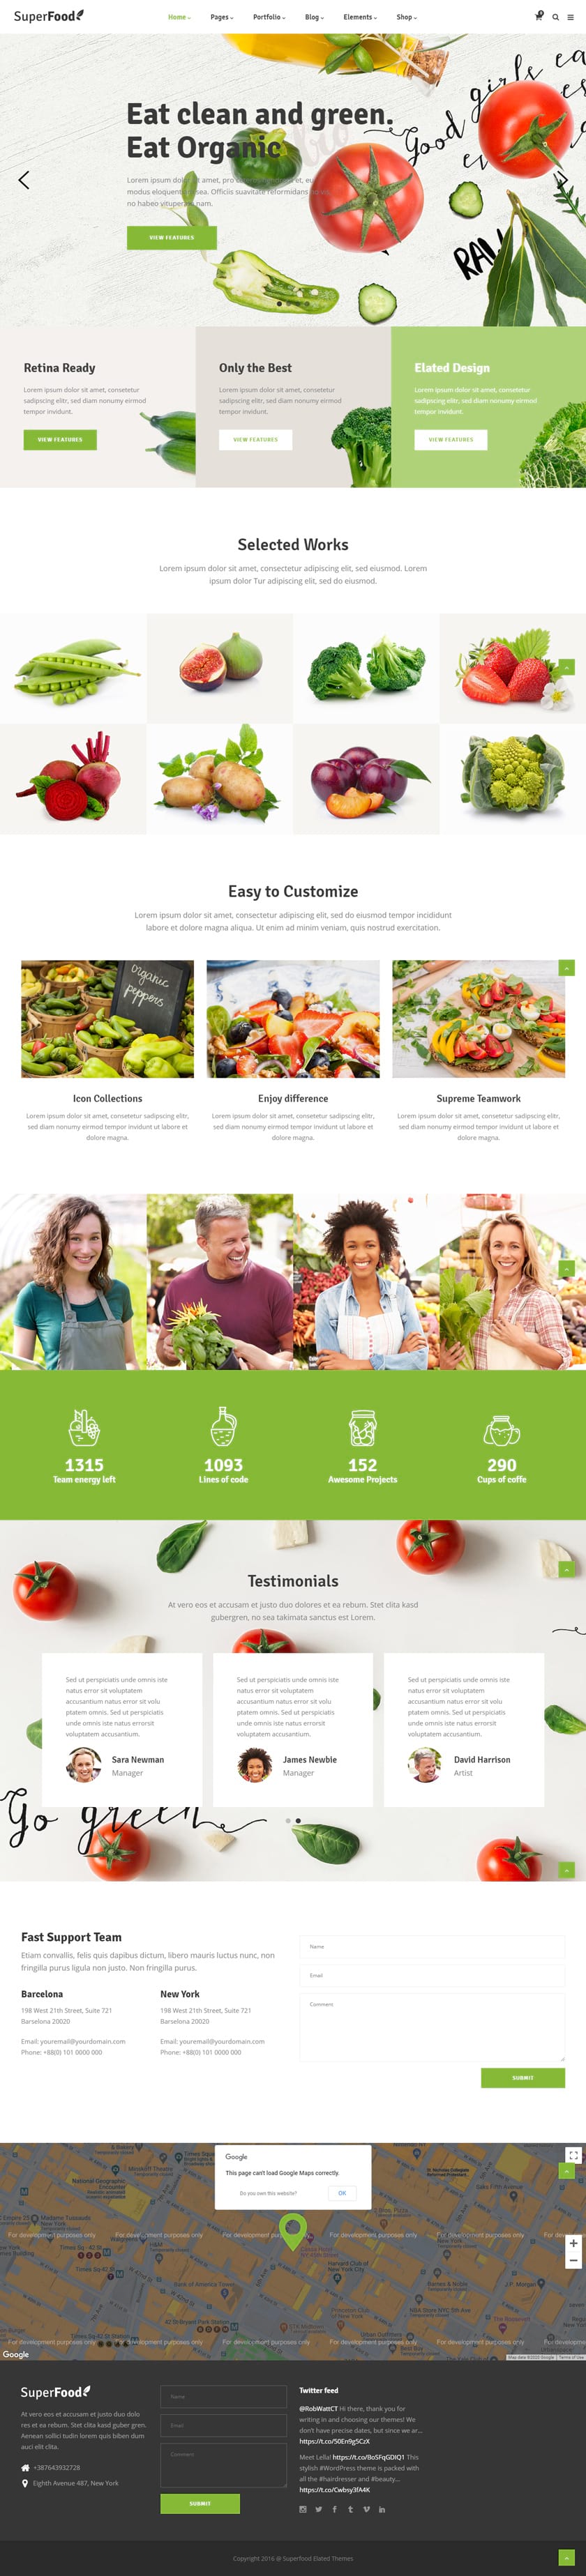 SuperFood
Home
Pages
Portfolio
Blog
Elements
Shop
Eat clean and green.
Eat Organic
Good
girls eat
RAW
VIEW FEATURES
Retina Ready
Lorem ipsum dolor sit amet, consetetur
sadipscing elitr, sed diam nonumy eirmod
tempor invidunt.
VIEW FEATURES
Only the Best
Lorem ipsum dolor sit amet, consetetur
sadipscing elitr, sed diam nonumy eirmod
tempor invidunt.
VIEW FEATURES
Elated Design
Lorem ipsum dolor sit amet, consetetur
sadipscing elitr, sed diam nonumy eirmod
tempor invidunt.
VIEW FEATURES
Selected Works
Lorem ipsum dolor sit amet, consectetur adipiscing elit, sed eiusmod. Lorem
ipsum dolor Tur adipiscing elit, sed do eiusmod.
Easy to Customize
Lorem ipsum dolor sit amet, consectetur adipiscing elit, sed do eiusmod tempor incididunt
labore et dolore magna aliqua. Ut enim ad minim veniam, quis nostrud exercitation.
organic
peppers
Icon Collections
Lorem ipsum dolor sit amet, consetetur sadipscing elitr,
sed diam nonumy eirmod tempor invidunt ut labore et
dolore magna.
Enjoy difference
Lorem ipsum dolor sit amet, consetetur sadipscing elitr,
sed diam nonumy eirmod tempor invidunt ut labore et
dolore magna.
Supreme Teamwork
Lorem ipsum dolor sit amet, consetetur sadipscing elitr,
sed diam nonumy eirmod tempor invidunt ut labore et
dolore magna.
1315
Team energy left
1093
Lines of code
152
Awesome Projects
290
Cups of coffe
Testimonials
At vero eos et accusam et justo duo dolores et ea rebum. Stet clita kasd
gubergren, no sea takimata sanctus est Lorem.
Sed ut perspiciatis unde omnis iste
natus error sit voluptatem
accusantium natus error sit volu
ptatem omnis. Sed ut perspiciatis
unde omnis iste natus errorsit
voluptatem accusantium.
Sara Newman
Manager
Sed ut perspiciatis unde omnis iste
natus error sit voluptatem
accusantium natus error sit volu
ptatem omnis. Sed ut perspiciatis
unde omnis iste natus errorsit
voluptatem accusantium.
James Newbie
Manager
Sed ut perspiciatis unde omnis iste
natus error sit voluptatem
accusantium natus error sit volu
ptatem omnis. Sed ut perspiciatis
unde omnis iste natus errorsit
voluptatem accusantium.
David Harrison
Artist
Go green
Fast Support Team
Etiam convallis, felis quis dapibus dictum, libero mauris luctus nunc, non
fringilla purus ligula non justo. Non fringilla purus.
Barcelona
198 West 21th Street, Suite 721
Barselona 20020
Email: youremail@yourdomain.com
Phone: +88(0) 101 0000 000
New York
198 West 21th Street, Suite 721
Barselona 20020
Email: youremail@yourdomain.com
Phone: +88(0) 101 0000 000
Name
Email
Comment
SUBMIT
Google
This page can't load Google Maps correctly.
Do you own this website?
OK
For development purposes only
For development purposes only
Google
Map data ©2020 Google
Terms of Use
SuperFood
At vero eos et accusam et justo duo dolo
res et ea rebum. Stet clita kasd guber gren.
Aenean sollici tudin lorem quis biben dum
auci elit clita.
+387643932728
Eighth Avenue 487, New York
Name
Email
Comment
SUBMIT
Twitter feed
@RobWattCT Hi there, thank you for
writing in and choosing our themes! We
don't have precise dates, but since we ar...
https://t.co/50En9g5CzX
Meet Lella! https://t.co/BoSFqGDIQ1 This
stylish #WordPress theme is packed with
all the #hairdresser and #beauty...
https://t.co/Cwbsy3fA4K
Copyright 2016 @ Superfood Elated Themes